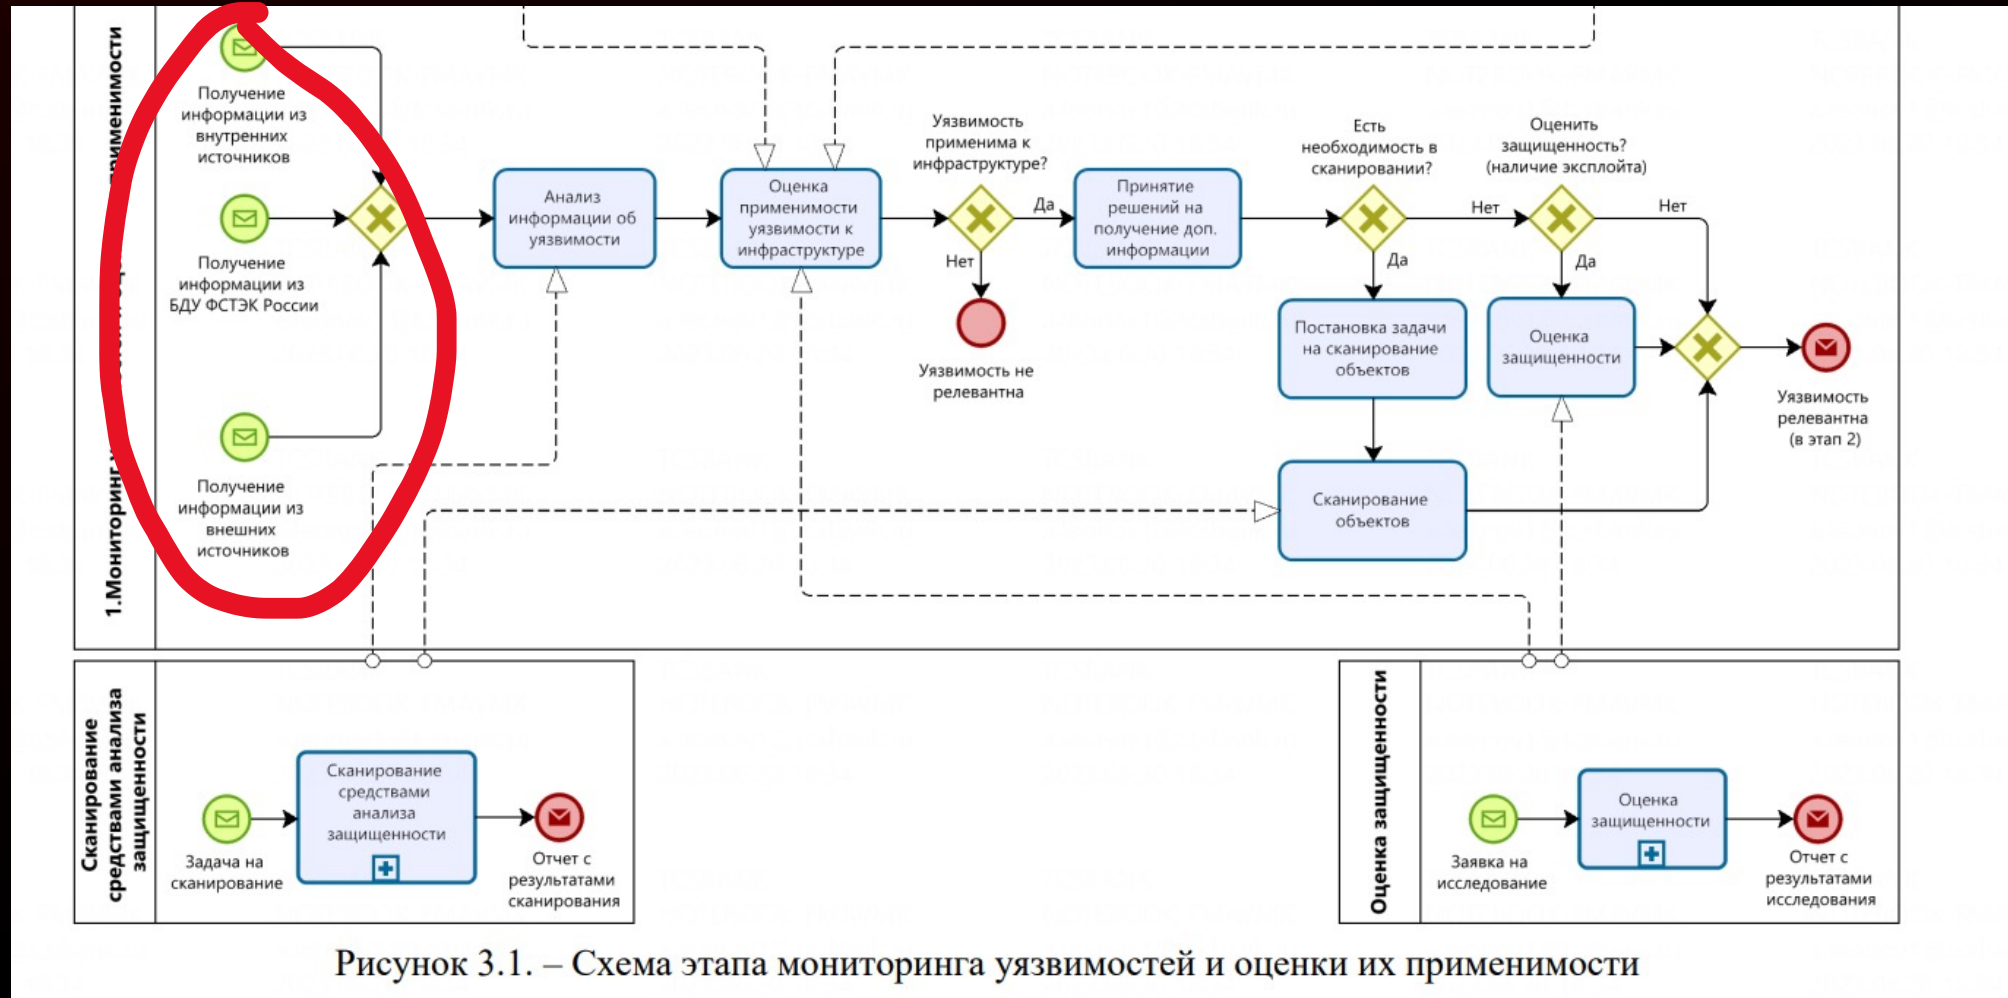 1.Мониторинг
применимости
Получение
информации из
внутренних
источников
Получение
информации из
БДУ ФСТЭК России
Получение
информации из
внешних
источников
Анализ
информации об
уязвимости
Оценка
применимости
уязвимости к
инфраструктуре
Уязвимость
применима к
инфраструктуре?
Да
Нет
Уязвимость не
релевантна
Принятие
решений на
получение доп.
информации
Есть
необходимость в
сканировании?
Нет
Да
Постановка задачи
на сканирование
объектов
Сканирование
объектов
Оценить
защищенность?
(наличие эксплойта)
Нет
Да
Оценка
защищенности
Уязвимость
релевантна
(в этап 2)
Сканирование
средствами анализа
защищенности
Задача на
сканирование
Сканирование
средствами
анализа
защищенности
Отчет с
результатами
сканирования
Оценка защищенности
Заявка на
исследование
Оценка
защищенности
Отчет с
результатами
исследования
Рисунок 3.1. – Схема этапа мониторинга уязвимостей и оценки их применимости